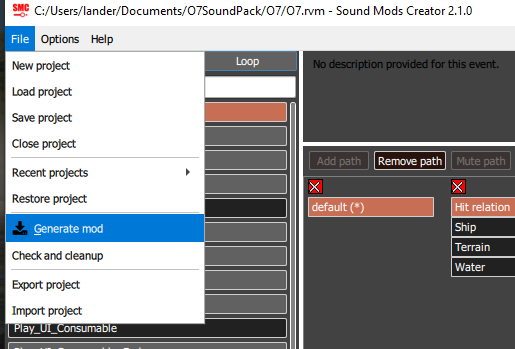 SMC C:/Users/lander/Documents/O7SoundPack/O7/O7.rvm - Sound Mods Creator 2.1.0
File Options Help
New project
Load project
Save project
Close project
Recent projects
Restore project
Generate mod
Check and cleanup
Export project
Import project
Play_UI_Consumable
Loop
No description provided for this event.
Add path Remove path Mute path
default (*)
Hit relation
Ship
Terrain
Water